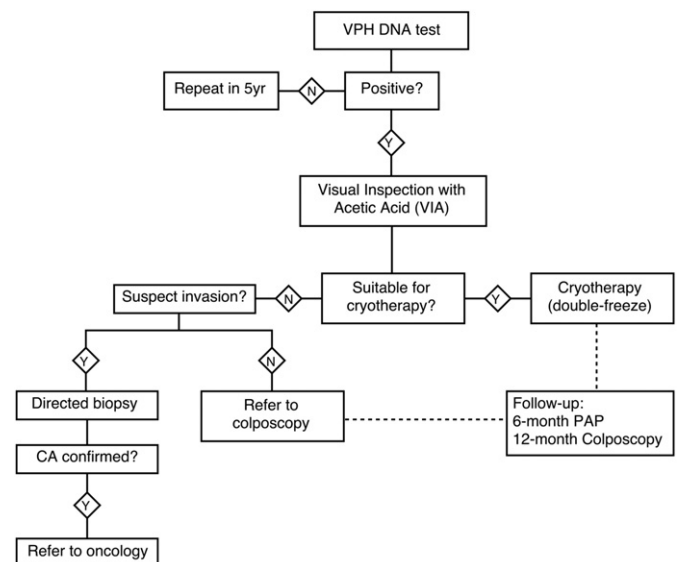 VPH DNA test
Repeat in 5yr
N
Positive?
Y
Visual Inspection with
Acetic Acid (VIA)
Suspect invasion?
N
Suitable for
cryotherapy?
Y
Cryotherapy
(double-freeze)
Y
N
Directed biopsy
Refer to
colposcopy
Follow-up:
6-month PAP
12-month Colposcopy
CA confirmed?
Y
Refer to oncology